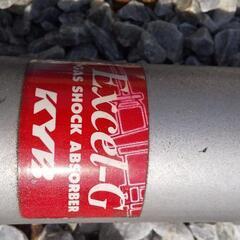 Excel-G
GAS SHOCK ABSORBER
KYB